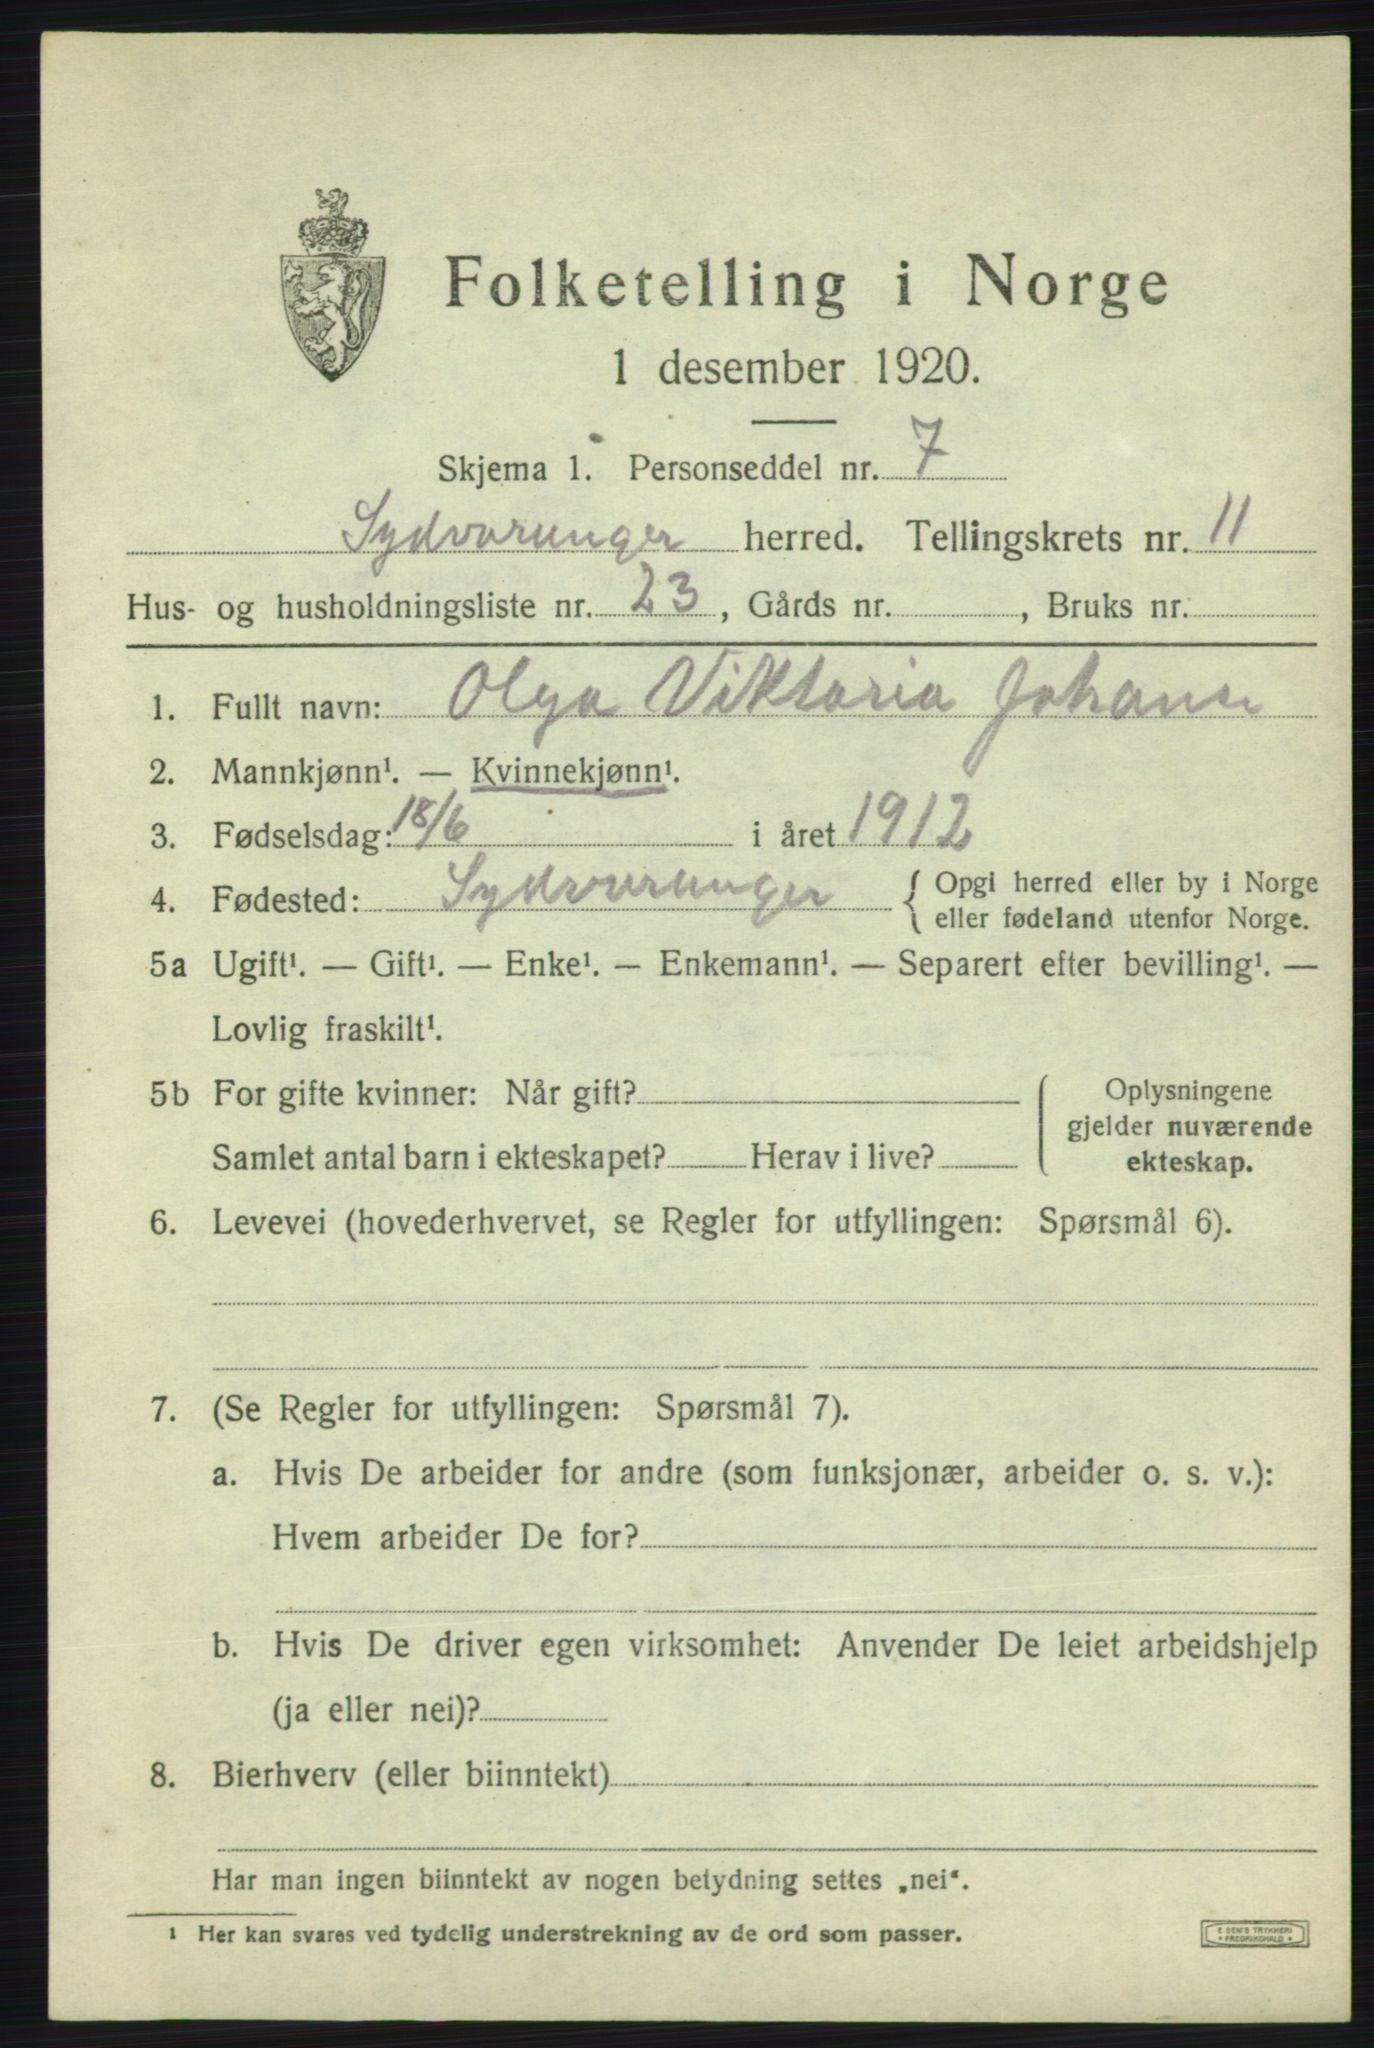 Folketelling i Norge
1 desember 1920.
Skjema 1. Personseddel nr. 7
Sydvaranger herred. Tellingskrets nr. 11
Hus- og husholdningsliste nr. 23, Gårds nr. , Bruks nr.
1. Fullt navn: Olga Viktoria Johans
2. Mannkjønn¹. — Kvinnekjønn¹.
3. Fødselsdag: 18/6 i året 1912
4. Fødested: Sydvaranger { Opgi herred eller by i Norge
eller fødeland utenfor Norge.
5a Ugift¹. — Gift¹. — Enke¹. — Enkemann¹. — Separert efter bevilling¹. —
Lovlig fraskilt¹.
5b For gifte kvinner: Når gift? Oplysningene
gjelder nuværende
Samlet antal barn i ekteskapet? Herav i live? ekteskap.
6. Levevei (hovederhvervet, se Regler for utfyllingen: Spørsmål 6).
7. (Se Regler for utfyllingen: Spørsmål 7).
a. Hvis De arbeider for andre (som funksjonær, arbeider o. s. v.):
Hvem arbeider De for?
b. Hvis De driver egen virksomhet: Anvender De leiet arbeidshjelp
(ja eller nei)?
8. Bierhverv (eller biinntekt)
Har man ingen biinntekt av nogen betydning settes „nei“.
¹ Her kan svares ved tydelig understrekning av de ord som passer.
E. SEM'S TRYKKERI
FREDRIKSHALD